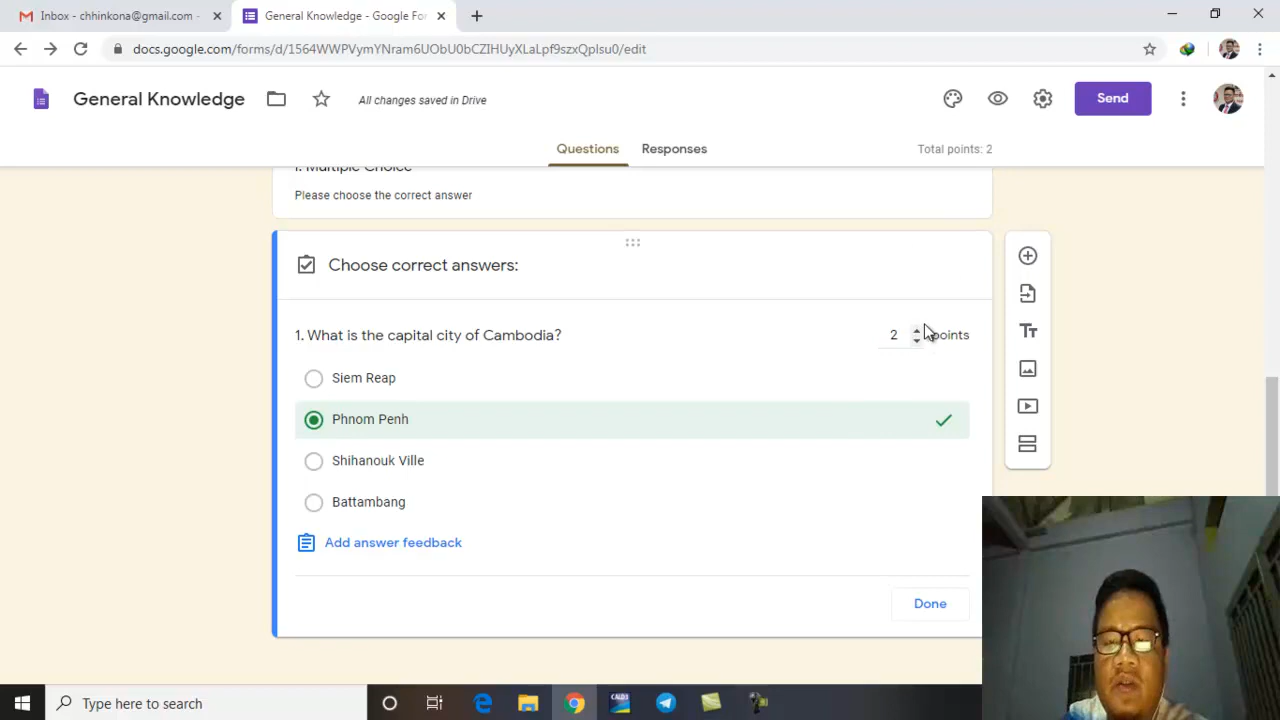 Inbox - chhinkona@gmail.com -
General Knowledge - Google For
docs.google.com/forms/d/1564WWPVymYNram6UObU0bCZIHUyXLaLpf9szxQplsu0/edit
General Knowledge
All changes saved in Drive
Send
Questions
Responses
Total points: 2
I. Multiple Choice
Please choose the correct answer
Choose correct answers:
1. What is the capital city of Cambodia?
2
points
Siem Reap
Phnom Penh
Shihanouk Ville
Battambang
Add answer feedback
Done
Type here to search